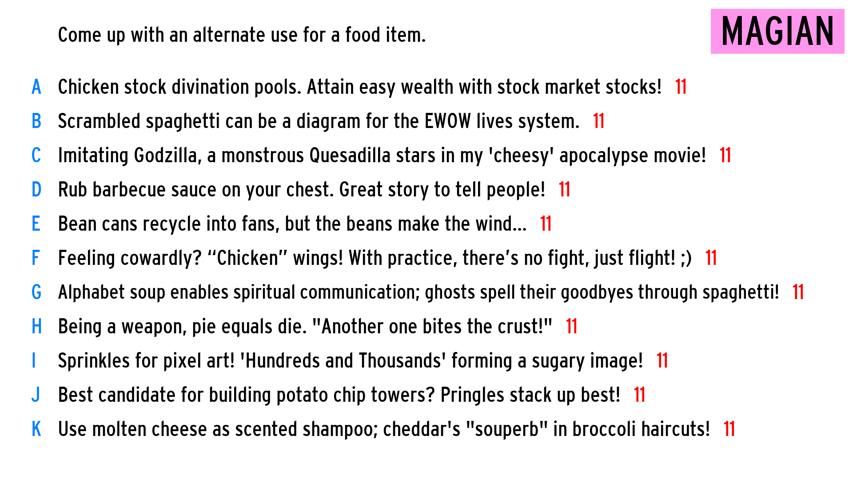 Come up with an alternate use for a food item.
MAGIAN
A Chicken stock divination pools. Attain easy wealth with stock market stocks! 11
B Scrambled spaghetti can be a diagram for the EWOW lives system. 11
C Imitating Godzilla, a monstrous Quesadilla stars in my 'cheesy' apocalypse movie! 11
D Rub barbecue sauce on your chest. Great story to tell people! 11
E Bean cans recycle into fans, but the beans make the wind... 11
F Feeling cowardly? “Chicken” wings! With practice, there’s no fight, just flight! ;) 11
G Alphabet soup enables spiritual communication; ghosts spell their goodbyes through spaghetti! 11
H Being a weapon, pie equals die. "Another one bites the crust!" 11
I Sprinkles for pixel art! 'Hundreds and Thousands' forming a sugary image! 11
J Best candidate for building potato chip towers? Pringles stack up best! 11
K Use molten cheese as scented shampoo; cheddar's "souperb" in broccoli haircuts! 11